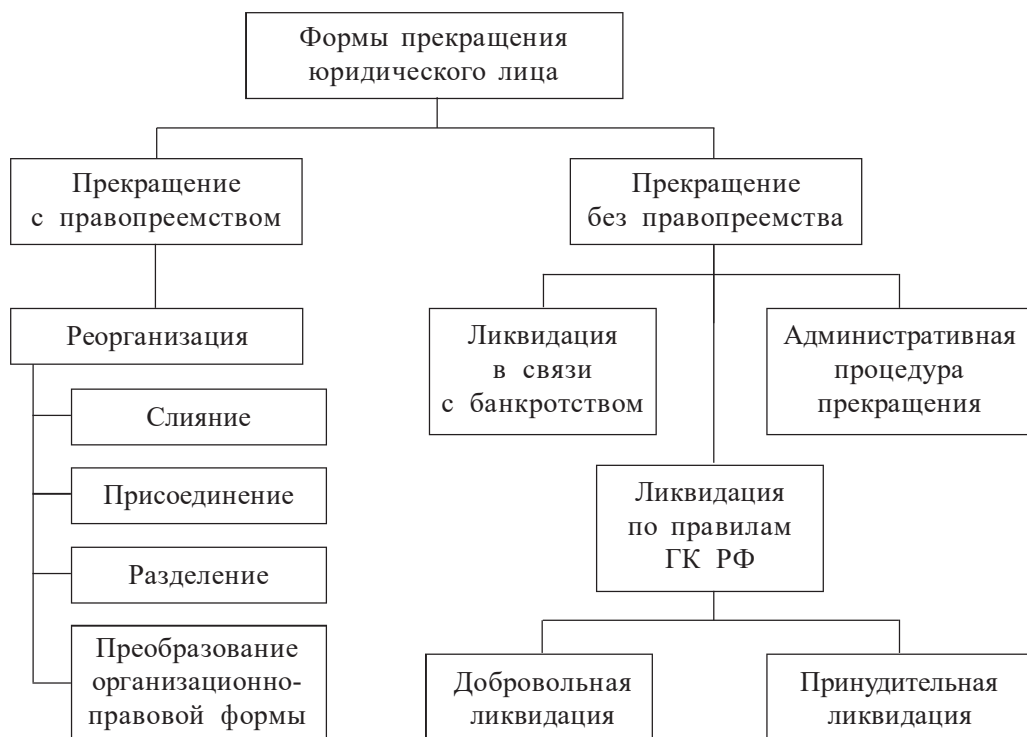 Формы прекращения
юридического лица
Прекращение
с правопреемством
Прекращение
без правопреемства
Реорганизация
Слияние
Присоединение
Разделение
Преобразование
организационно-
правовой формы
Ликвидация
в связи
с банкротством
Административная
процедура
прекращения
Ликвидация
по правилам
ГК РФ
Добровольная
ликвидация
Принудительная
ликвидация